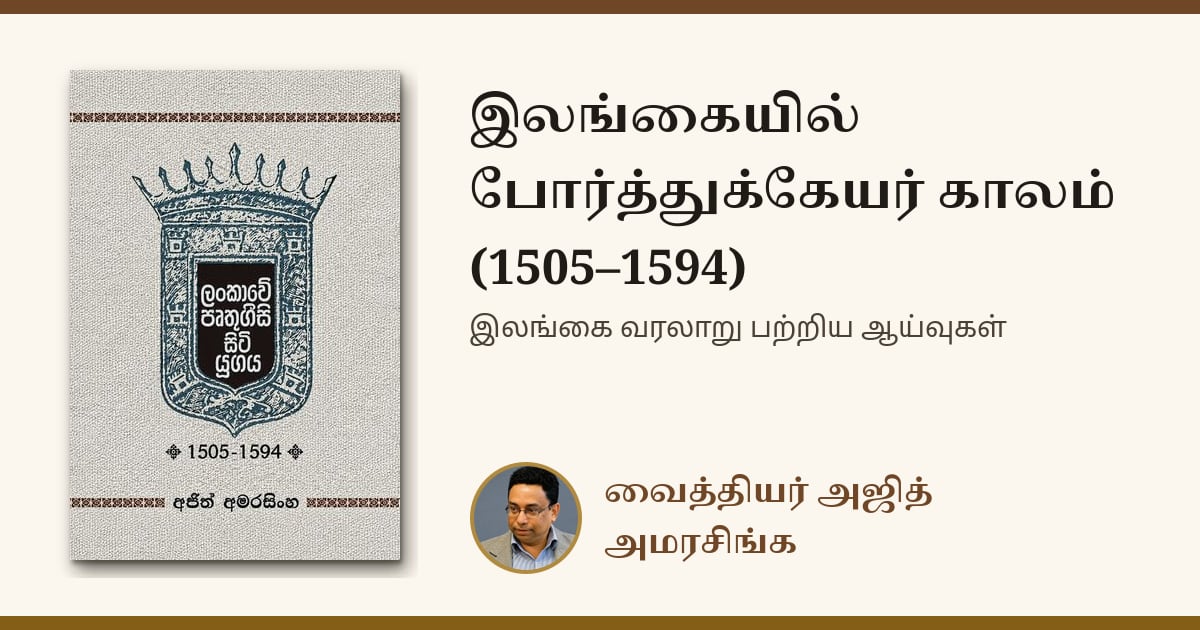 ලංකාවේ
පෘතුගීසි
සිටි
යුගය
1505-1594
අජිත් අමරසිංහ
இலங்கையில்
போர்த்துக்கேயர் காலம்
(1505–1594)
இலங்கை வரலாறு பற்றிய ஆய்வுகள்
வைத்தியர் அஜித்
அமரசிங்க